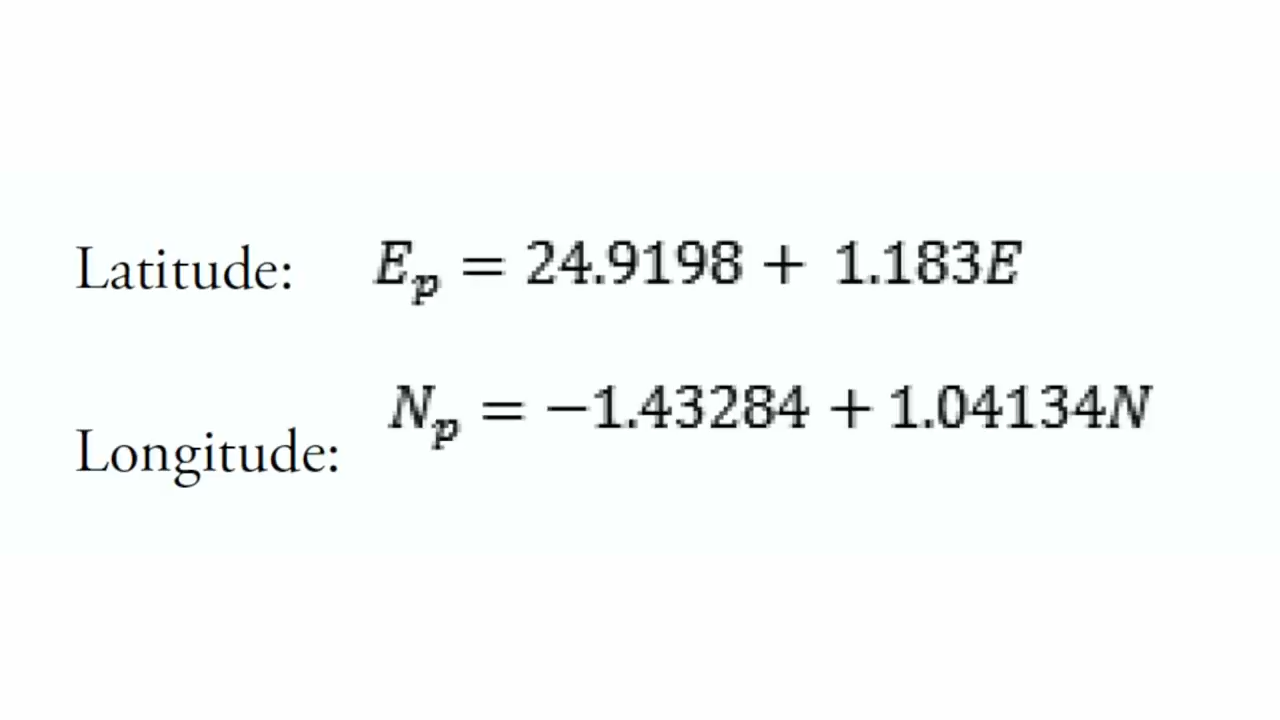 Latitude: Eₚ = 24.9198 + 1.183E
Longitude: Nₚ = −1.43284 + 1.04134N